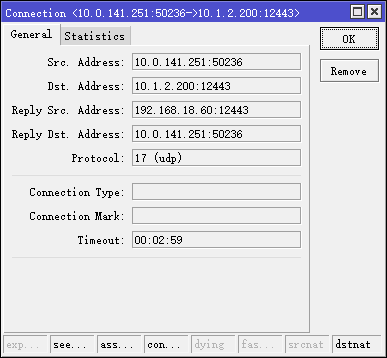 Connection <10.0.141.251:50236->10.1.2.200:12443>
General Statistics
OK
Remove
Src. Address: 10.0.141.251:50236
Dst. Address: 10.1.2.200:12443
Reply Src. Address: 192.168.18.60:12443
Reply Dst. Address: 10.0.141.251:50236
Protocol: 17 (udp)
Connection Type:
Connection Mark:
Timeout: 00:02:59
exp... see... ass... con... dying fas... srcnat dstnat